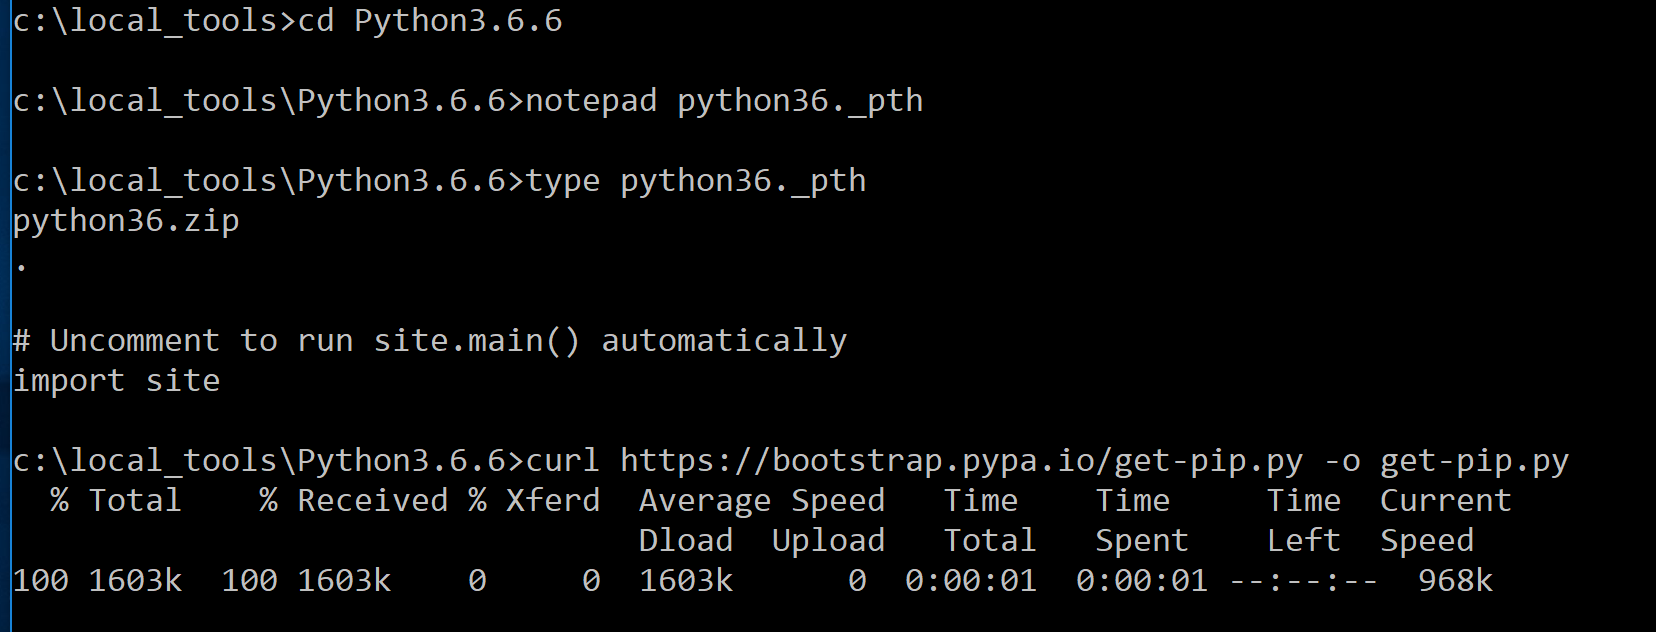 c:\local_tools>cd Python3.6.6
c:\local_tools\Python3.6.6>notepad python36._pth
c:\local_tools\Python3.6.6>type python36._pth
python36.zip
.
# Uncomment to run site.main() automatically
import site
c:\local_tools\Python3.6.6>curl https://bootstrap.pypa.io/get-pip.py -o get-pip.py
  % Total    % Received % Xferd  Average Speed   Time    Time     Time  Current
                                 Dload  Upload   Total   Spent    Left  Speed
100 1603k  100 1603k    0     0  1603k      0  0:00:01  0:00:01 --:--:--  968k